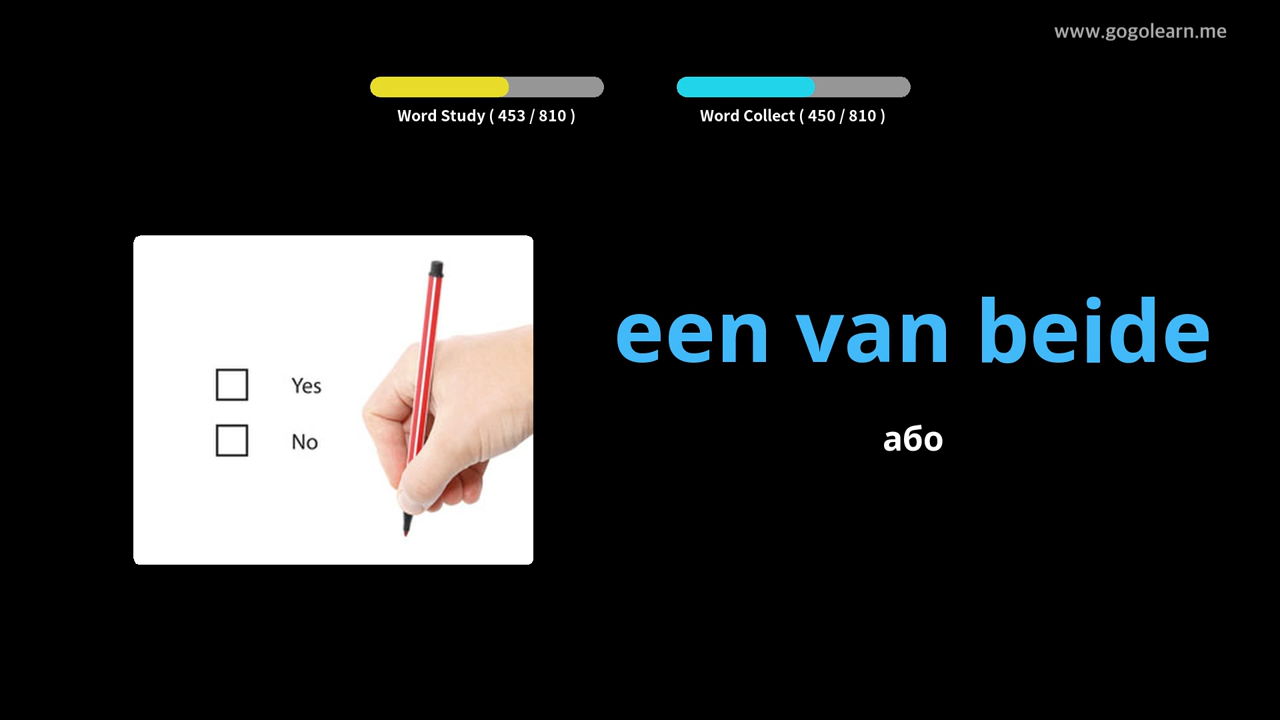 www.gogolearn.me
Word Study ( 453 / 810 )
Word Collect ( 450 / 810 )
Yes
No
een van beide
або